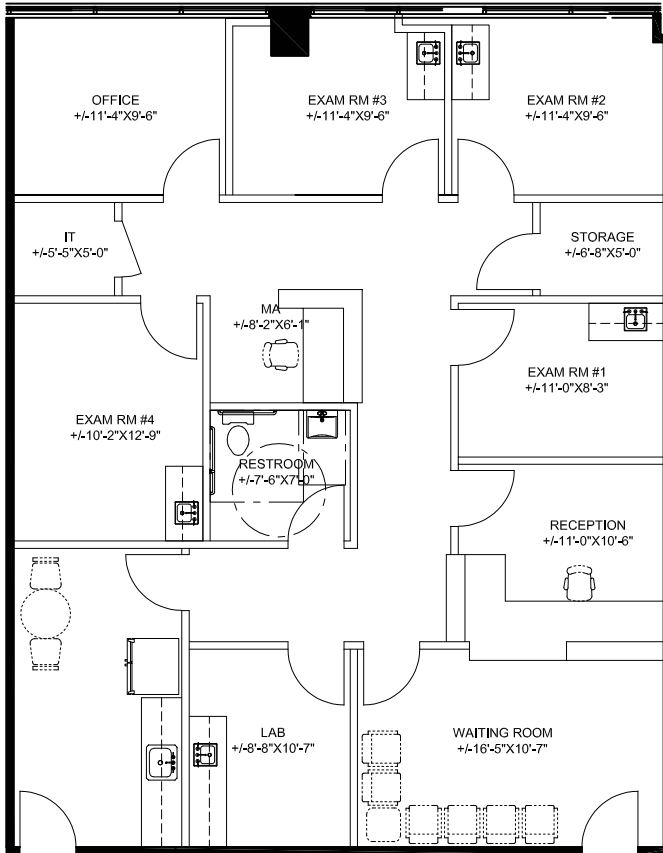 OFFICE
+/-11'-4"X9'-6"
EXAM RM #3
+/-11'-4"X9'-6"
EXAM RM #2
+/-11'-4"X9'-6"
IT
+/-5'-5"X5'-0"
STORAGE
+/-6'-8"X5'-0"
MA
+/-8'-2"X6'-1"
EXAM RM #1
+/-11'-0"X8'-3"
EXAM RM #4
+/-10'-2"X12'-9"
RESTROOM
+/-7'-6"X7'-0"
RECEPTION
+/-11'-0"X10'-6"
LAB
+/-8'-8"X10'-7"
WAITING ROOM
+/-16'-5"X10'-7"